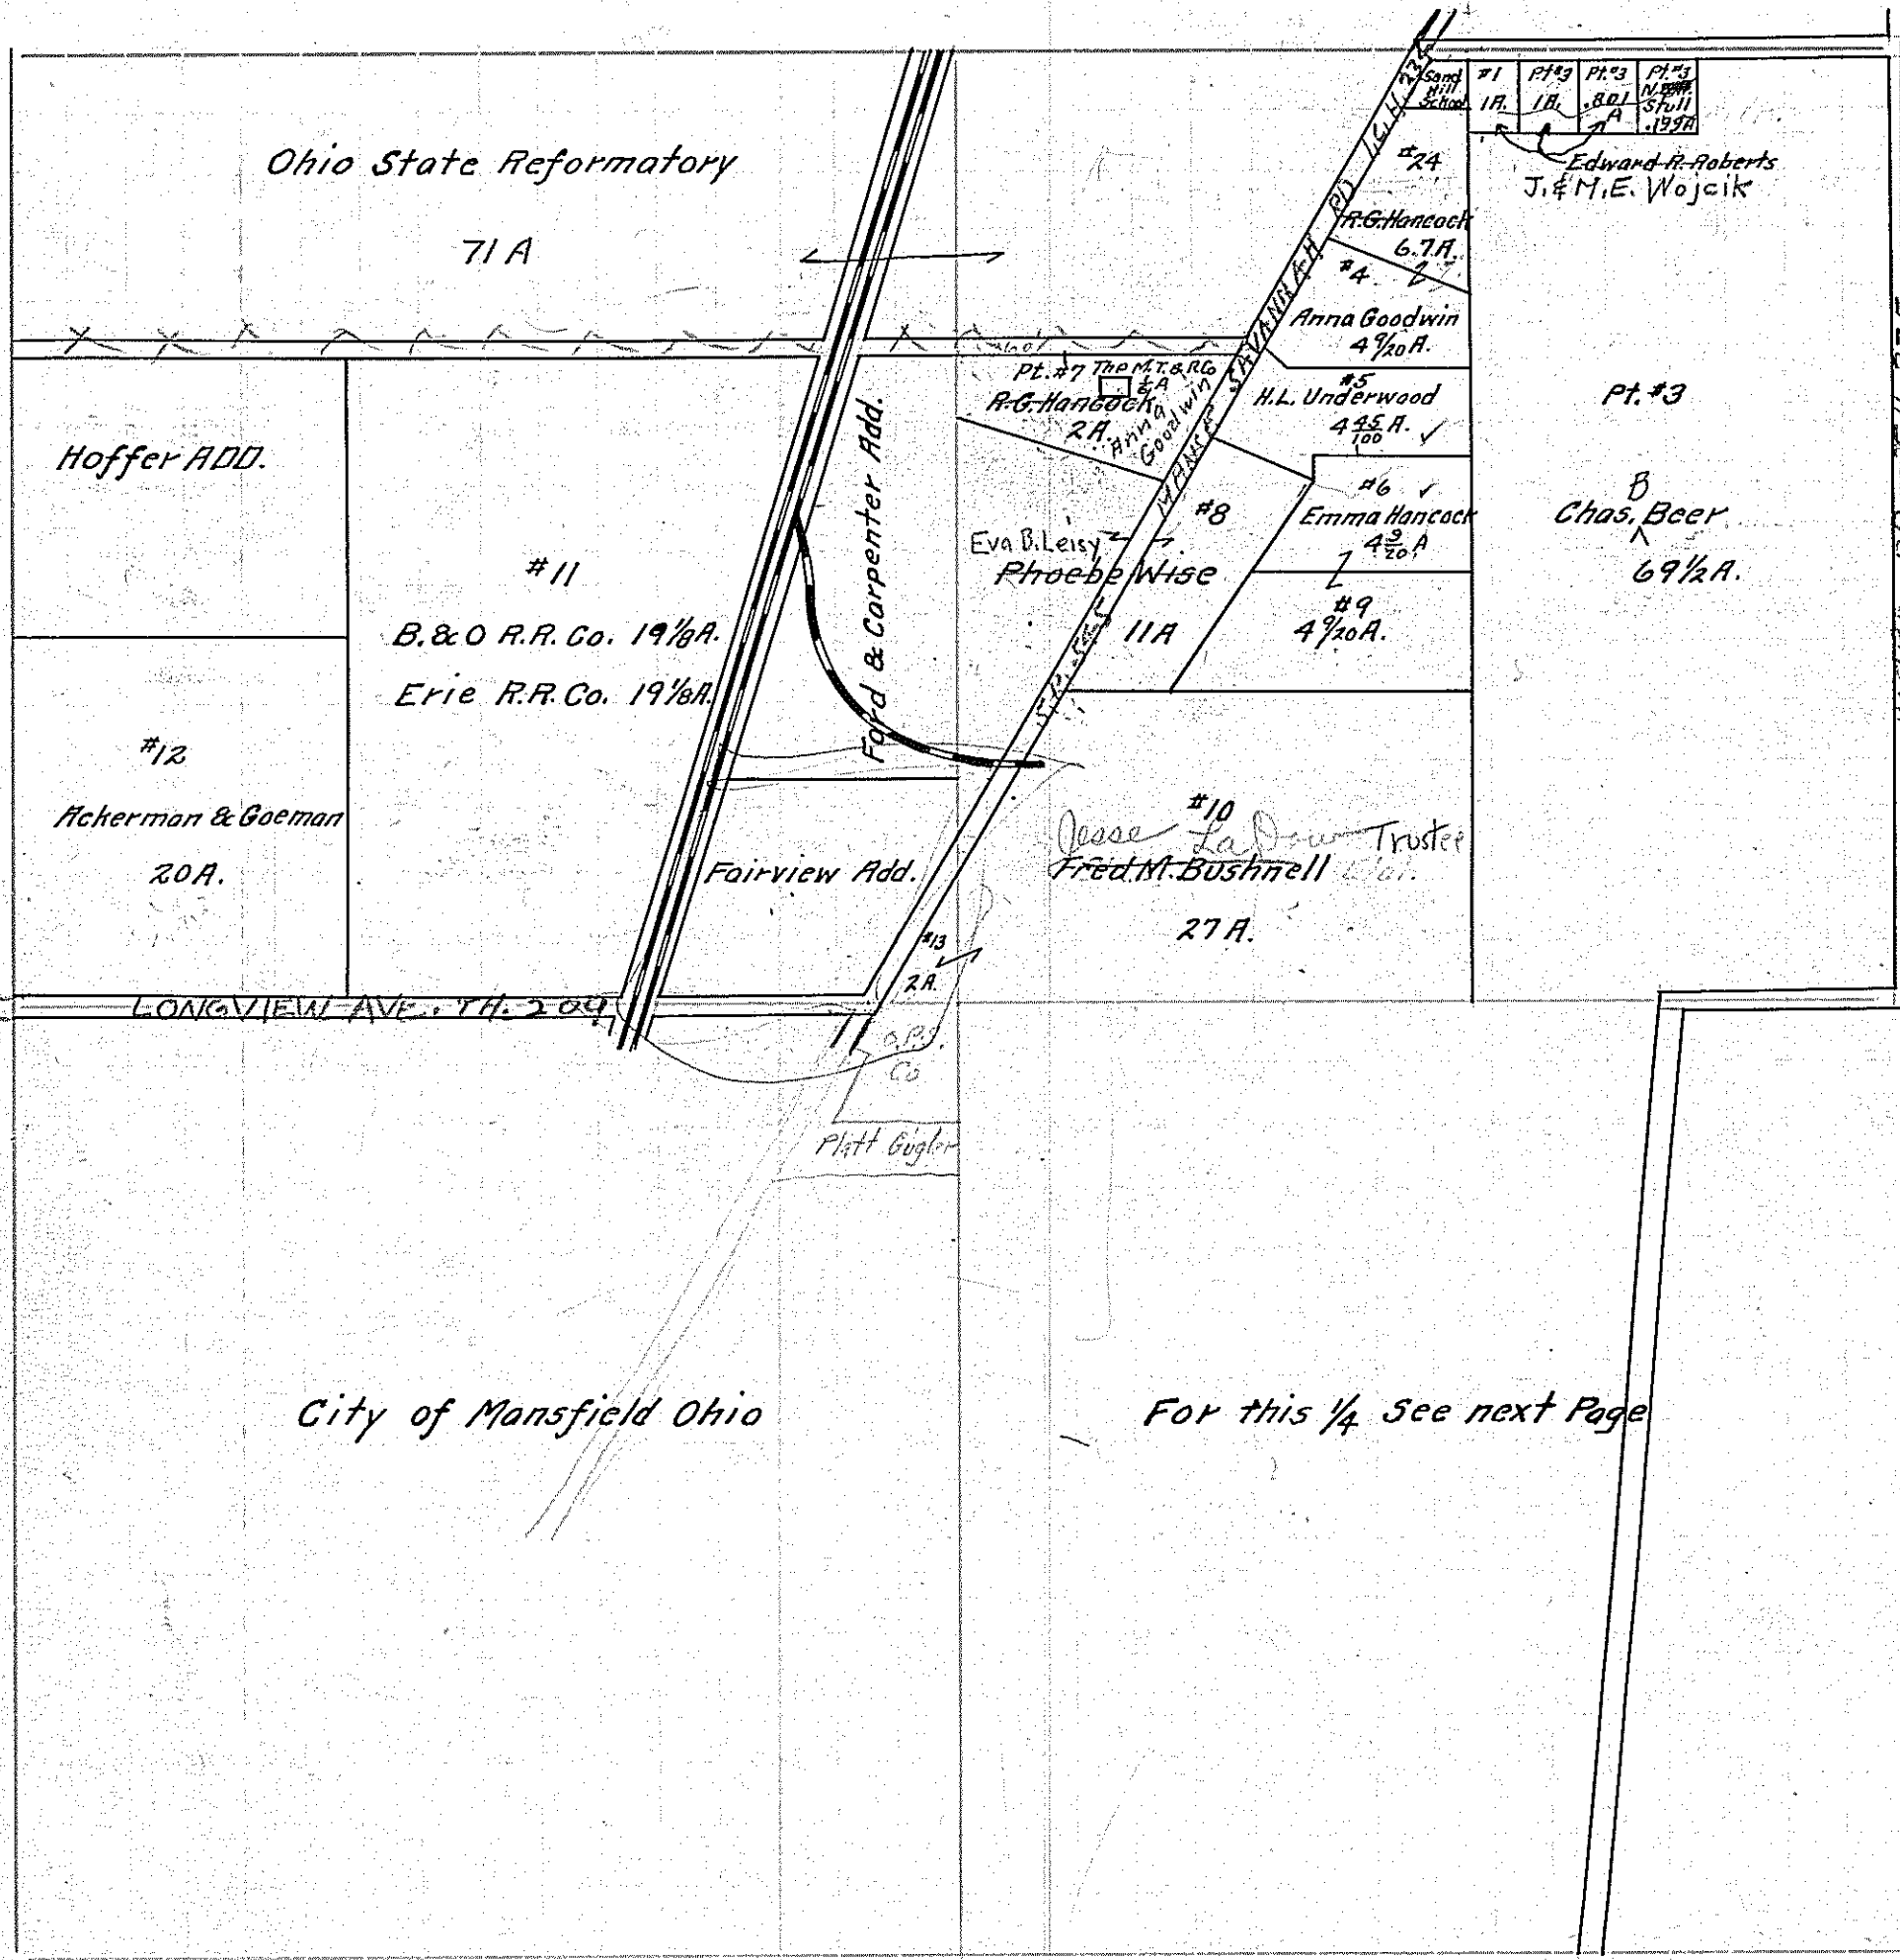 Ohio State Reformatory
71 A
Sand
Hill
School
#1
1A.
Pt#3
1A.
Pt.#3
.801
A
Pt.#3
Stull
.199A
Edward R. Roberts
J. & M.E. Wojcik
#24
R.G. Hancock
6.7A.
#4
Anna Goodwin
4 9/20 A.
#5
H.L. Underwood
4 45/100 A. ✓
#6 ✓
Emma Hancock
4 9/20 A
#9
4 9/20 A.
Pt. #3
B
Chas. Beer
69 1/2 A.
Pt. #7
The M.T. & R Co
R.G. Hancock
2A.
Anna
Goodwin
SAVANNAH RD
#8
Eva B. Leisy
Phoebe Wise
11A
Hoffer ADD.
#11
B. & O R.R. Co. 19 1/8 A.
Erie R.R. Co. 19 1/8 A.
Ford & Carpenter Add.
#12
Ackerman & Goeman
20A.
Fairview Add.
#10
Jesse La Dow Trustee
Fred M. Bushnell
27 A.
#13
2A.
LONGVIEW AVE. TH. 209
O.P.S.
Co
Platt Gugler
City of Mansfield Ohio
For this 1/4 See next Page